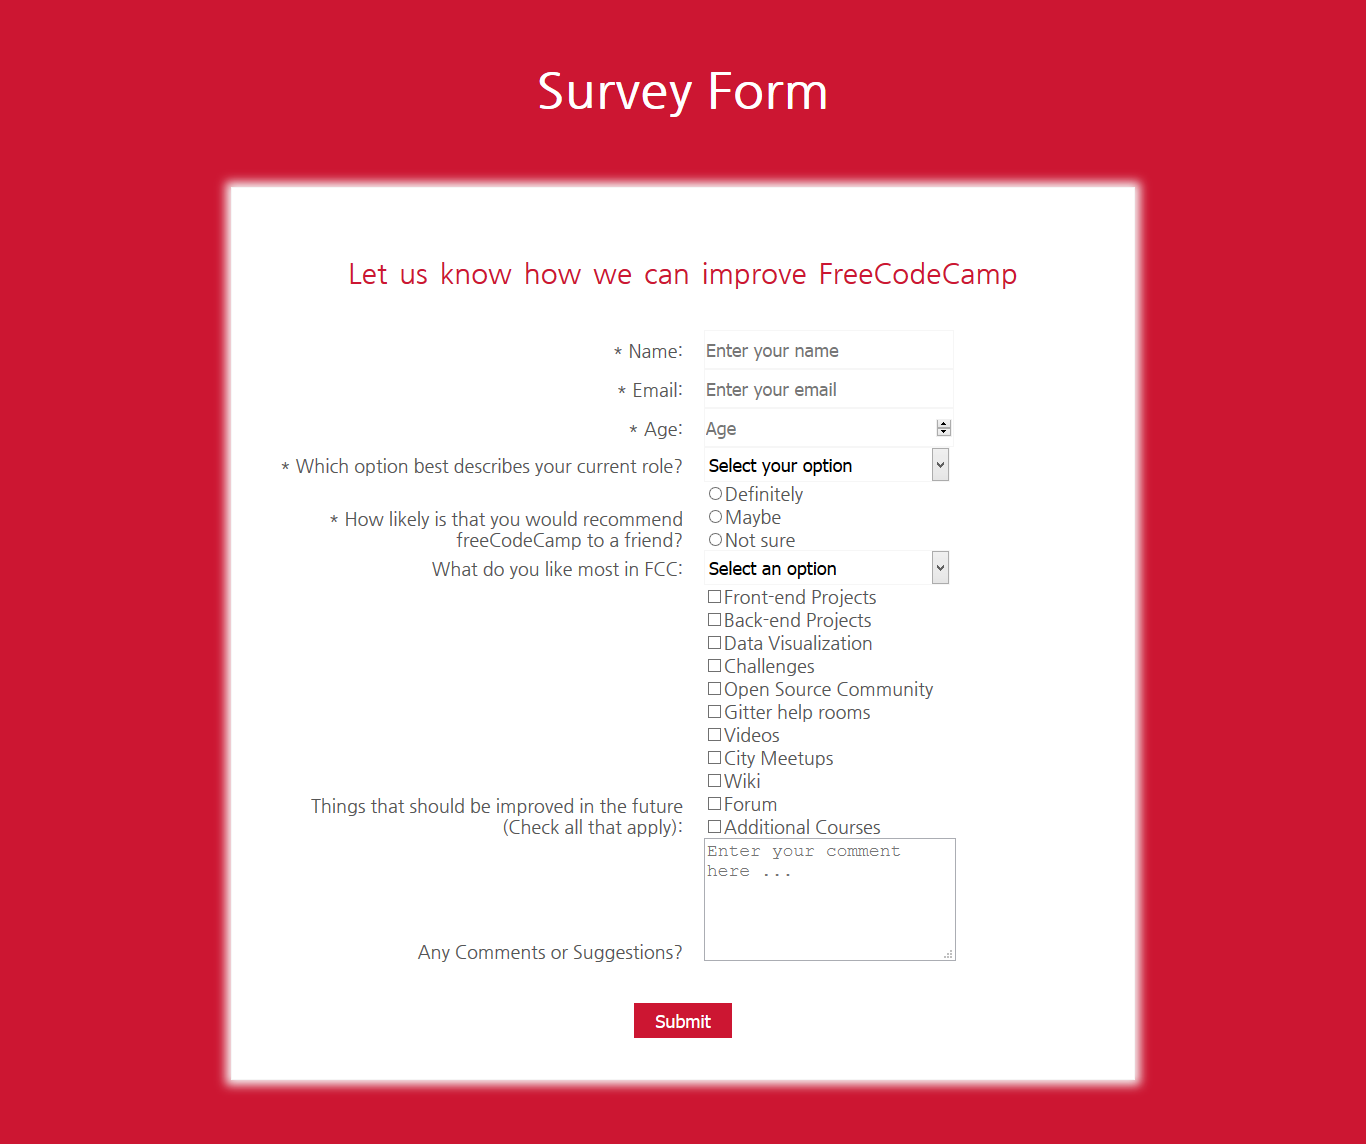 Survey Form
Let us know how we can improve FreeCodeCamp
* Name: Enter your name
* Email: Enter your email
* Age: Age
* Which option best describes your current role? Select your option
* How likely is that you would recommend
freeCodeCamp to a friend?
Definitely
Maybe
Not sure
What do you like most in FCC: Select an option
Things that should be improved in the future
(Check all that apply):
Front-end Projects
Back-end Projects
Data Visualization
Challenges
Open Source Community
Gitter help rooms
Videos
City Meetups
Wiki
Forum
Additional Courses
Any Comments or Suggestions?
Enter your comment
here ...
Submit